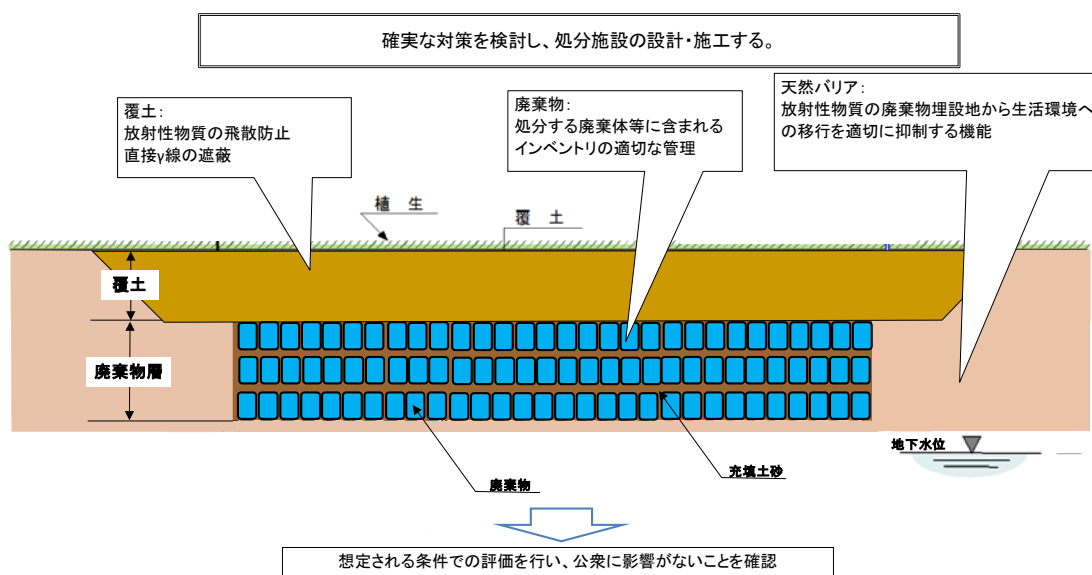 確実な対策を検討し、処分施設の設計・施工する。
覆土:
放射性物質の飛散防止
直接γ線の遮蔽
廃棄物:
処分する廃棄体等に含まれる
インベントリの適切な管理
天然バリア:
放射性物質の廃棄物埋設地から生活環境へ
の移行を適切に抑制する機能
植 生
覆 土
覆土
廃棄物層
地下水位
廃棄物
充填土砂
想定される条件での評価を行い、公衆に影響がないことを確認